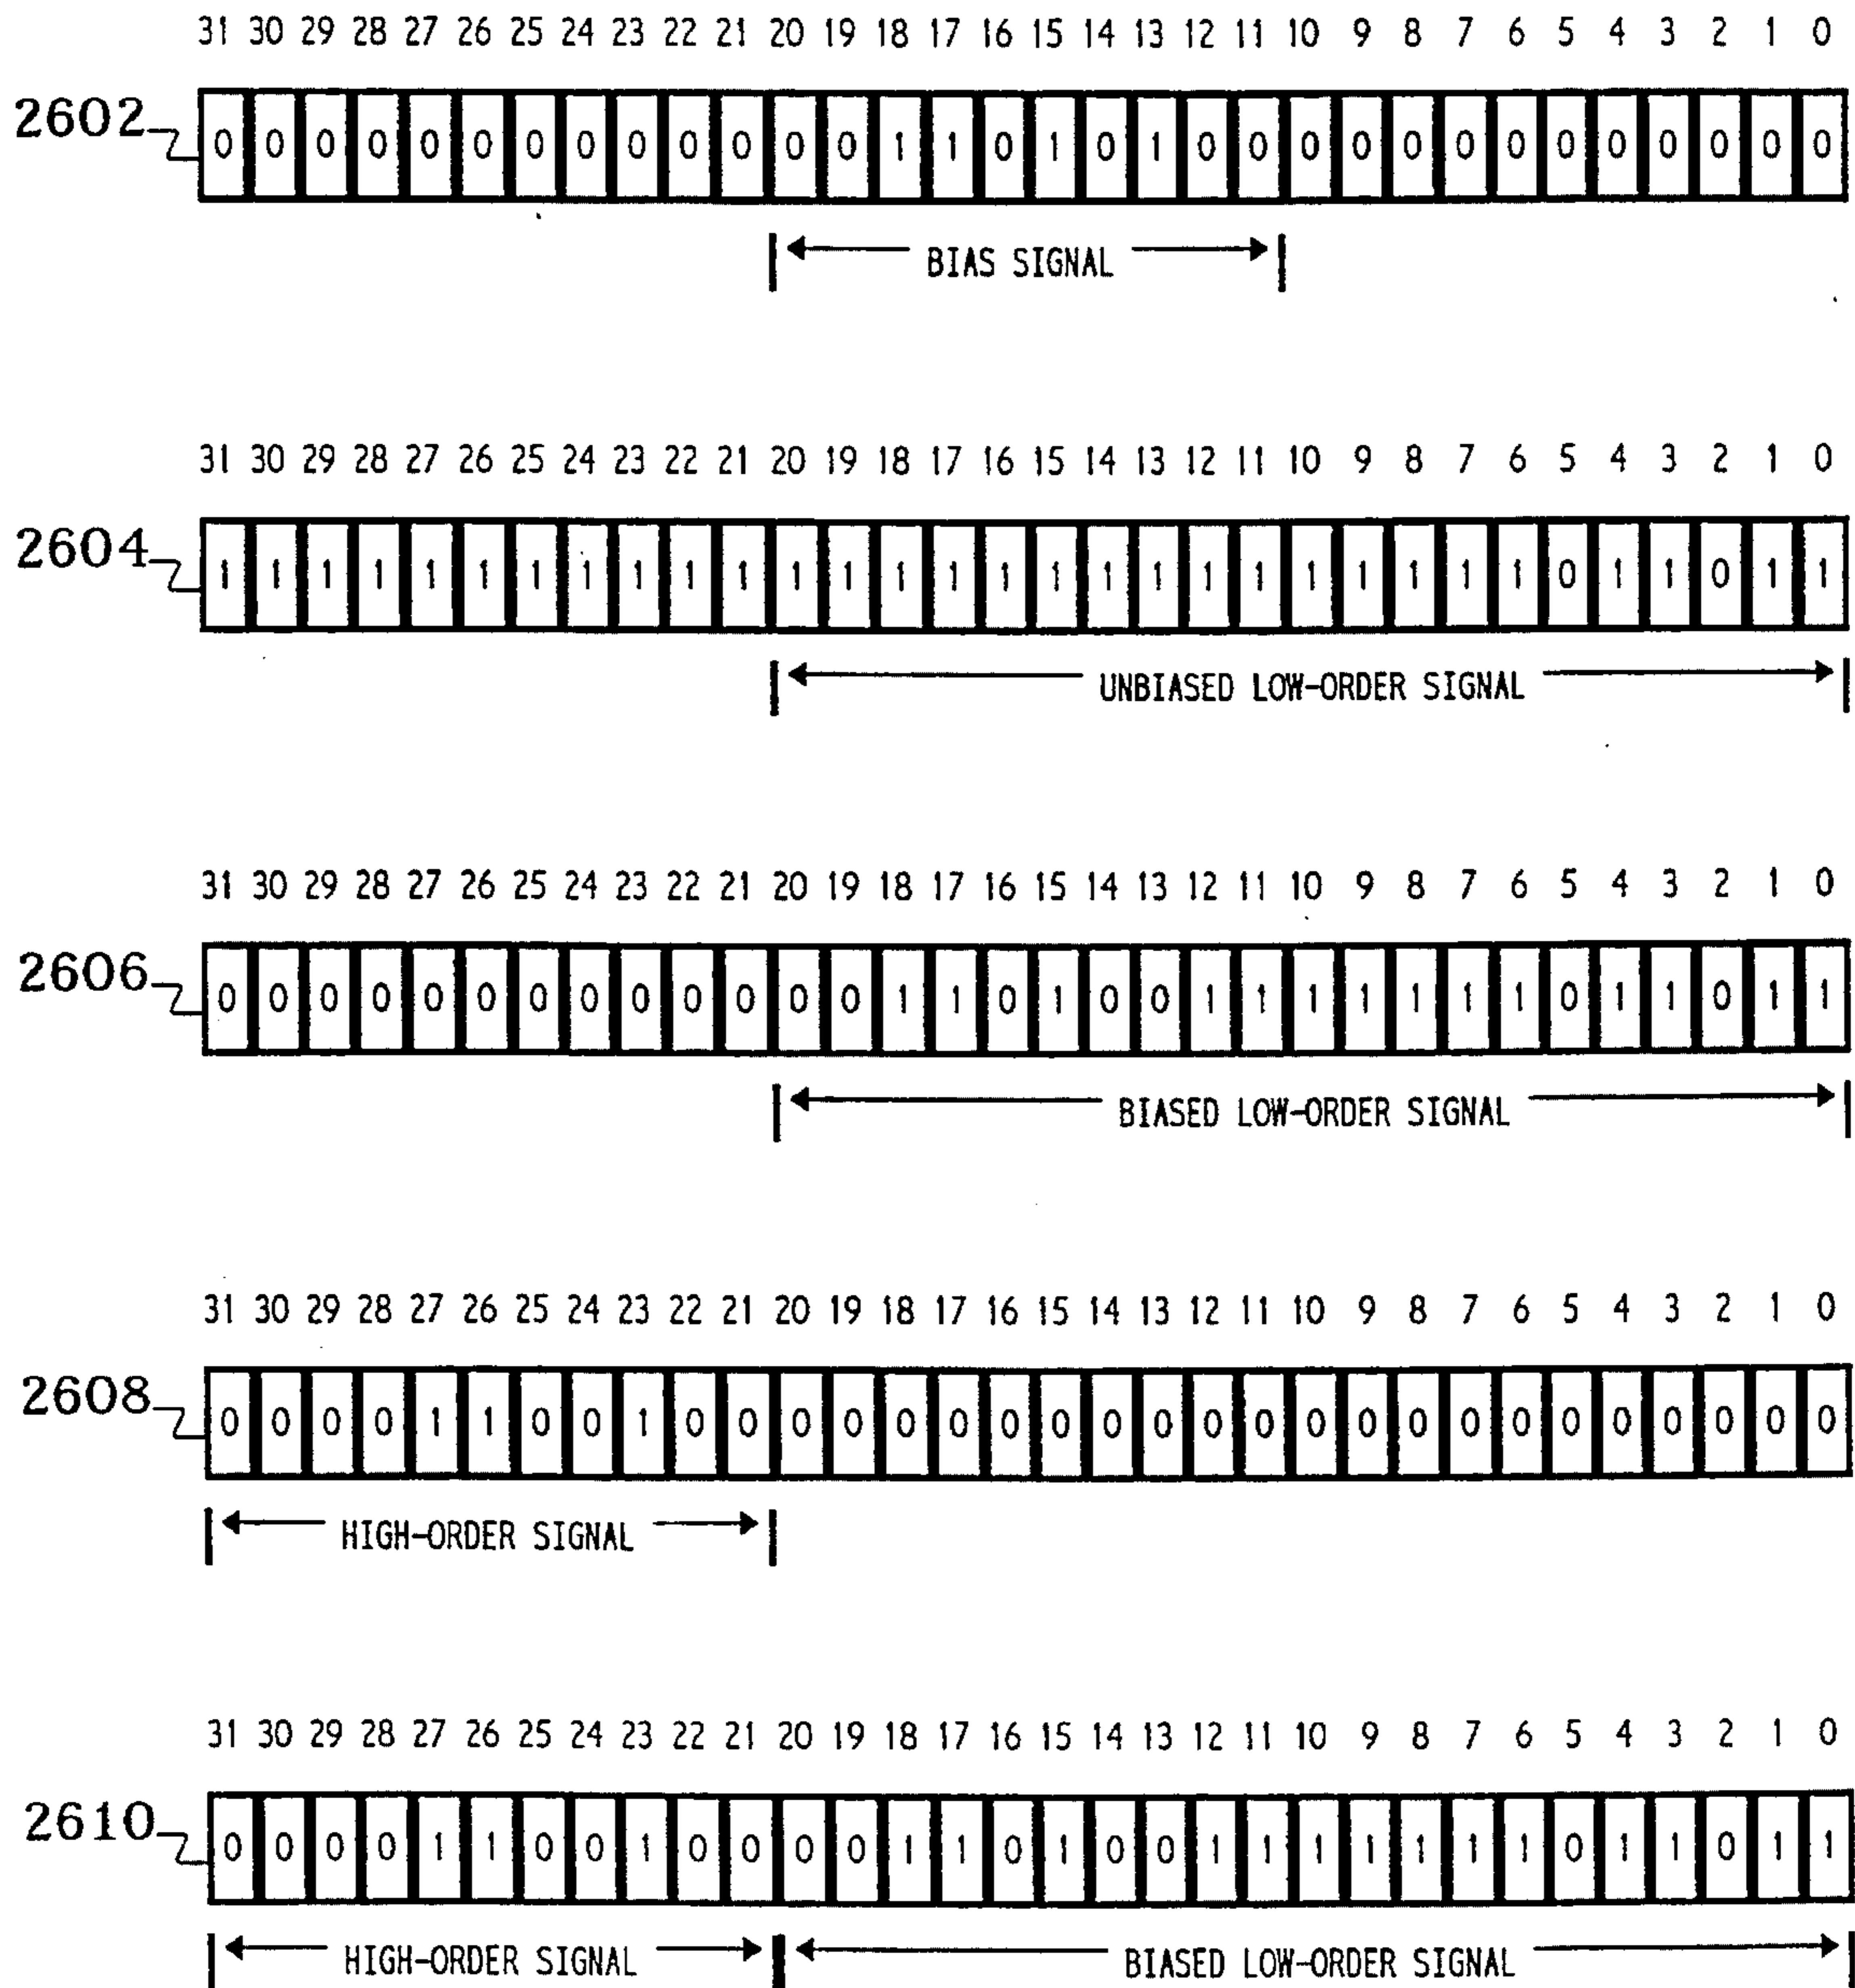 31 30 29 28 27 26 25 24 23 22 21 20 19 18 17 16 15 14 13 12 11 10 9 8 7 6 5 4 3 2 1 0
2602 0 0 0 0 0 0 0 0 0 0 0 0 0 1 1 0 1 0 1 0 0 0 0 0 0 0 0 0 0 0 0 0
BIAS SIGNAL
31 30 29 28 27 26 25 24 23 22 21 20 19 18 17 16 15 14 13 12 11 10 9 8 7 6 5 4 3 2 1 0
2604 1 1 1 1 1 1 1 1 1 1 1 1 1 1 1 1 1 1 1 1 1 1 1 1 1 1 0 1 1 0 1 1
UNBIASED LOW-ORDER SIGNAL
31 30 29 28 27 26 25 24 23 22 21 20 19 18 17 16 15 14 13 12 11 10 9 8 7 6 5 4 3 2 1 0
2606 0 0 0 0 0 0 0 0 0 0 0 0 0 1 1 0 1 0 0 1 1 1 1 1 1 1 0 1 1 0 1 1
BIASED LOW-ORDER SIGNAL
31 30 29 28 27 26 25 24 23 22 21 20 19 18 17 16 15 14 13 12 11 10 9 8 7 6 5 4 3 2 1 0
2608 0 0 0 0 1 1 0 0 1 0 0 0 0 0 0 0 0 0 0 0 0 0 0 0 0 0 0 0 0 0 0 0
HIGH-ORDER SIGNAL
31 30 29 28 27 26 25 24 23 22 21 20 19 18 17 16 15 14 13 12 11 10 9 8 7 6 5 4 3 2 1 0
2610 0 0 0 0 1 1 0 0 1 0 0 0 0 1 1 0 1 0 0 1 1 1 1 1 1 1 0 1 1 0 1 1
HIGH-ORDER SIGNAL BIASED LOW-ORDER SIGNAL